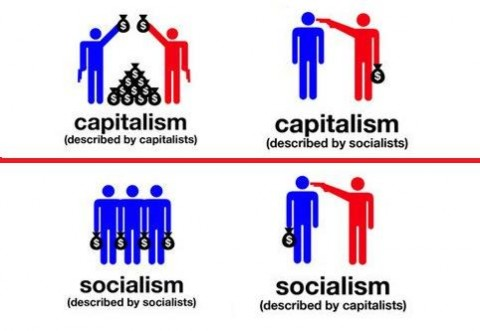 $ $
$
$ $
$ $ $
$ $ $ $
capitalism
(described by capitalists)
$
capitalism
(described by socialists)
$ $ $ $
socialism
(described by socialists)
$
socialism
(described by capitalists)